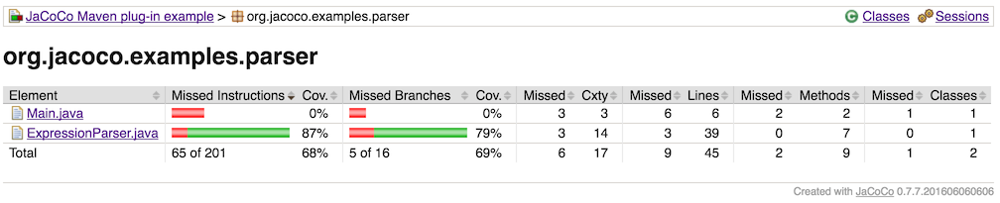 JaCoCo Maven plug-in example > org.jacoco.examples.parser Classes Sessions
org.jacoco.examples.parser
Element Missed Instructions Cov. Missed Branches Cov. Missed Cxty Missed Lines Missed Methods Missed Classes
Main.java 0% 0% 3 3 6 6 2 2 1 1
ExpressionParser.java 87% 79% 3 14 3 39 0 7 0 1
Total 65 of 201 68% 5 of 16 69% 6 17 9 45 2 9 1 2
Created with JaCoCo 0.7.7.201606060606